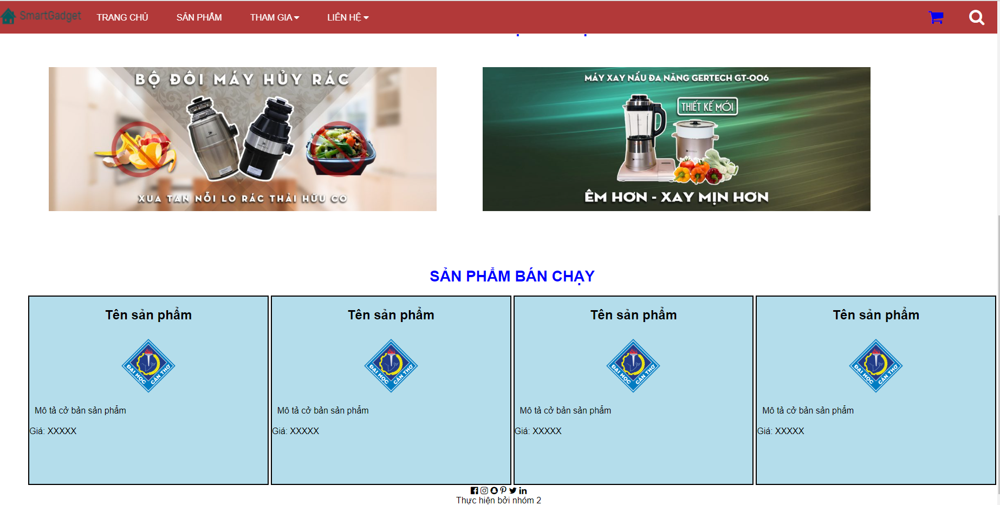 SmartGadget TRANG CHỦ SẢN PHẨM THAM GIA LIÊN HỆ
BỘ ĐÔI MÁY HỦY RÁC
XUA TAN NỖI LO RÁC THẢI HỮU CƠ
MÁY XAY NẤU ĐA NĂNG GERTECH GT-006
THIẾT KẾ MỚI
ÊM HƠN - XAY MỊN HƠN
SẢN PHẨM BÁN CHẠY
Tên sản phẩm Tên sản phẩm Tên sản phẩm Tên sản phẩm
ĐẠI HỌC CẦN THƠ ĐẠI HỌC CẦN THƠ ĐẠI HỌC CẦN THƠ ĐẠI HỌC CẦN THƠ
Mô tả cở bản sản phẩm Mô tả cở bản sản phẩm Mô tả cở bản sản phẩm Mô tả cở bản sản phẩm
Giá: XXXXX Giá: XXXXX Giá: XXXXX Giá: XXXXX
Thực hiện bởi nhóm 2